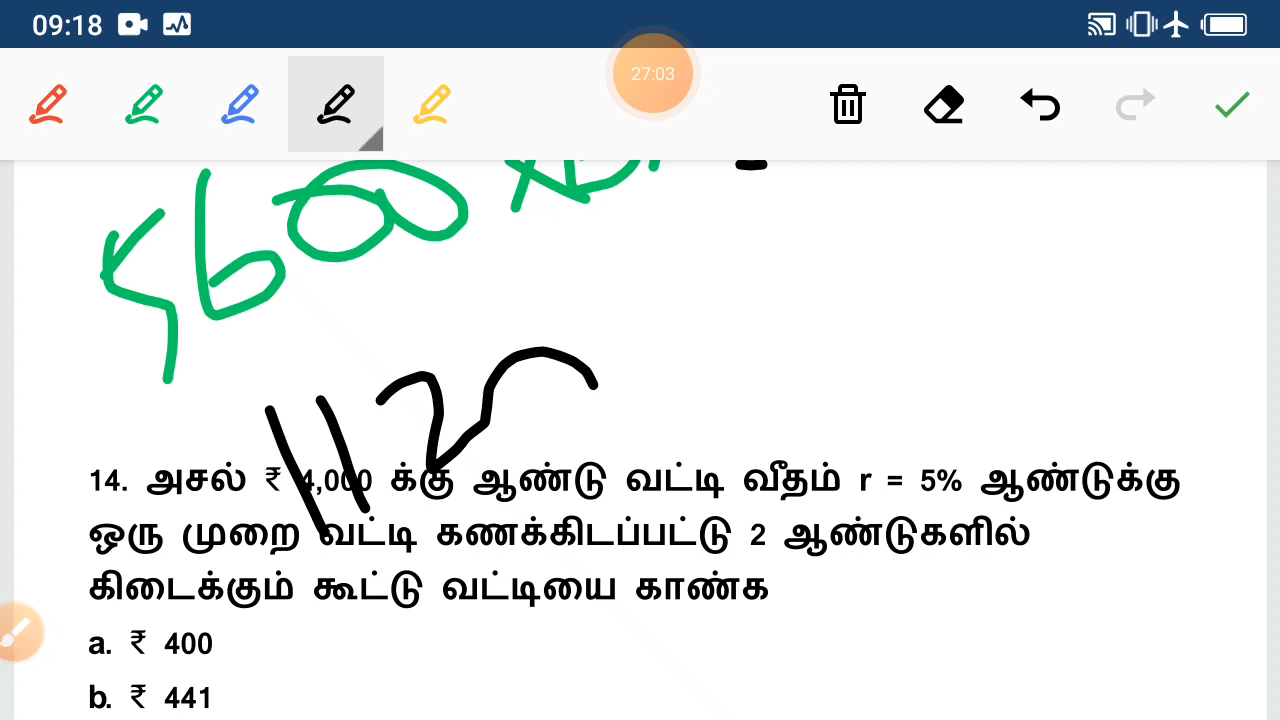 09:18
27:03
5600
112
14. அசல் ₹ 4,000 க்கு ஆண்டு வட்டி வீதம் r = 5% ஆண்டுக்கு
ஒரு முறை வட்டி கணக்கிடப்பட்டு 2 ஆண்டுகளில்
கிடைக்கும் கூட்டு வட்டியை காண்க
a. ₹ 400
b. ₹ 441